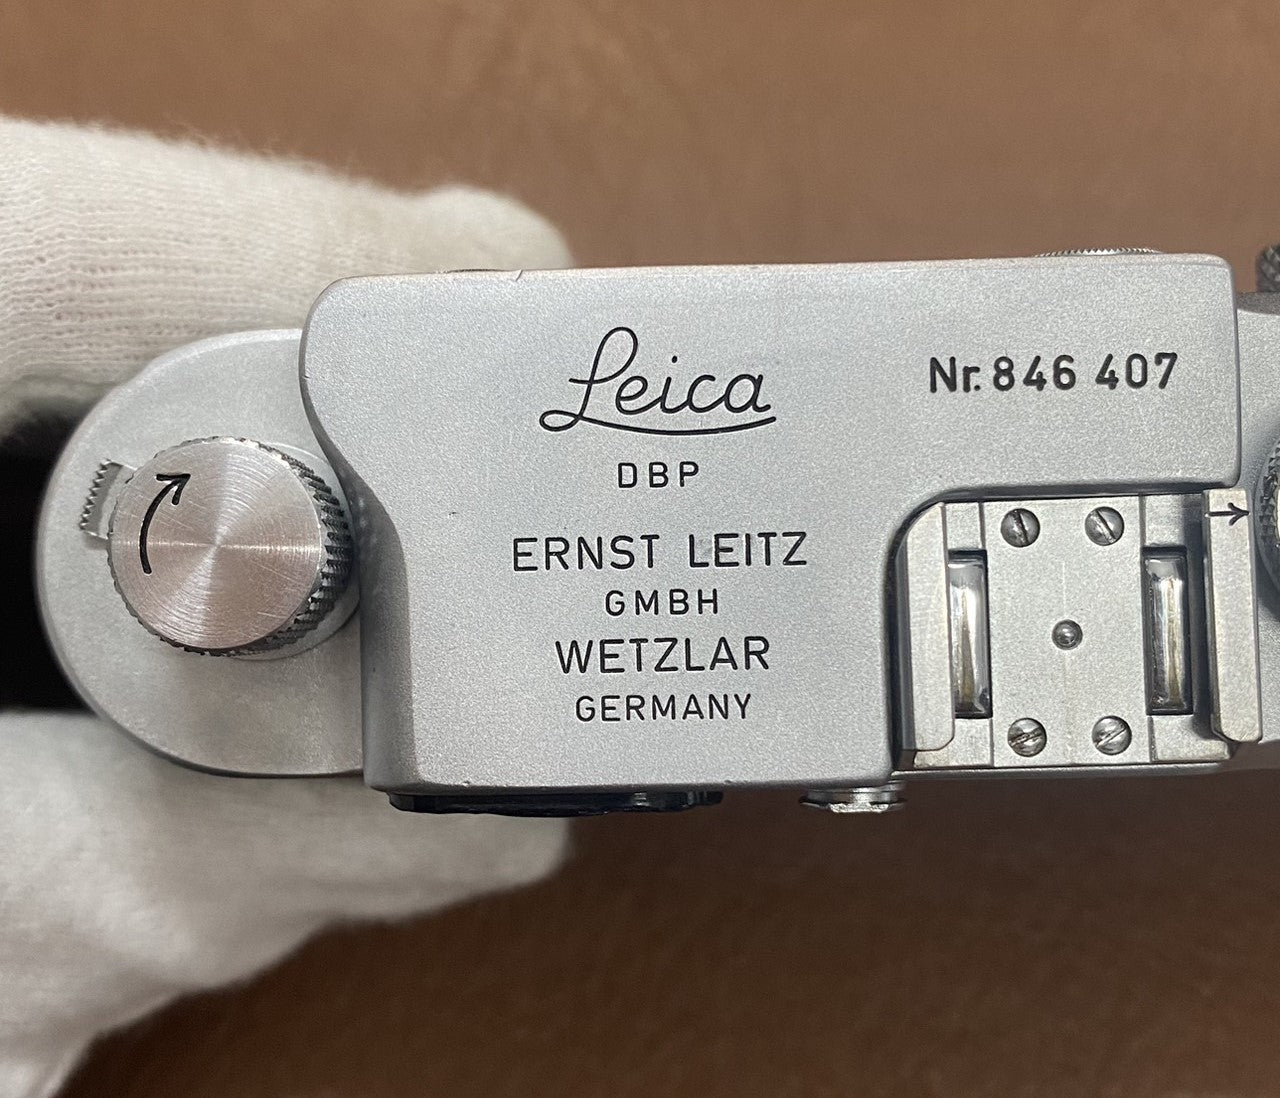 Leica
Nr. 846 407
DBP
ERNST LEITZ
GMBH
WETZLAR
GERMANY